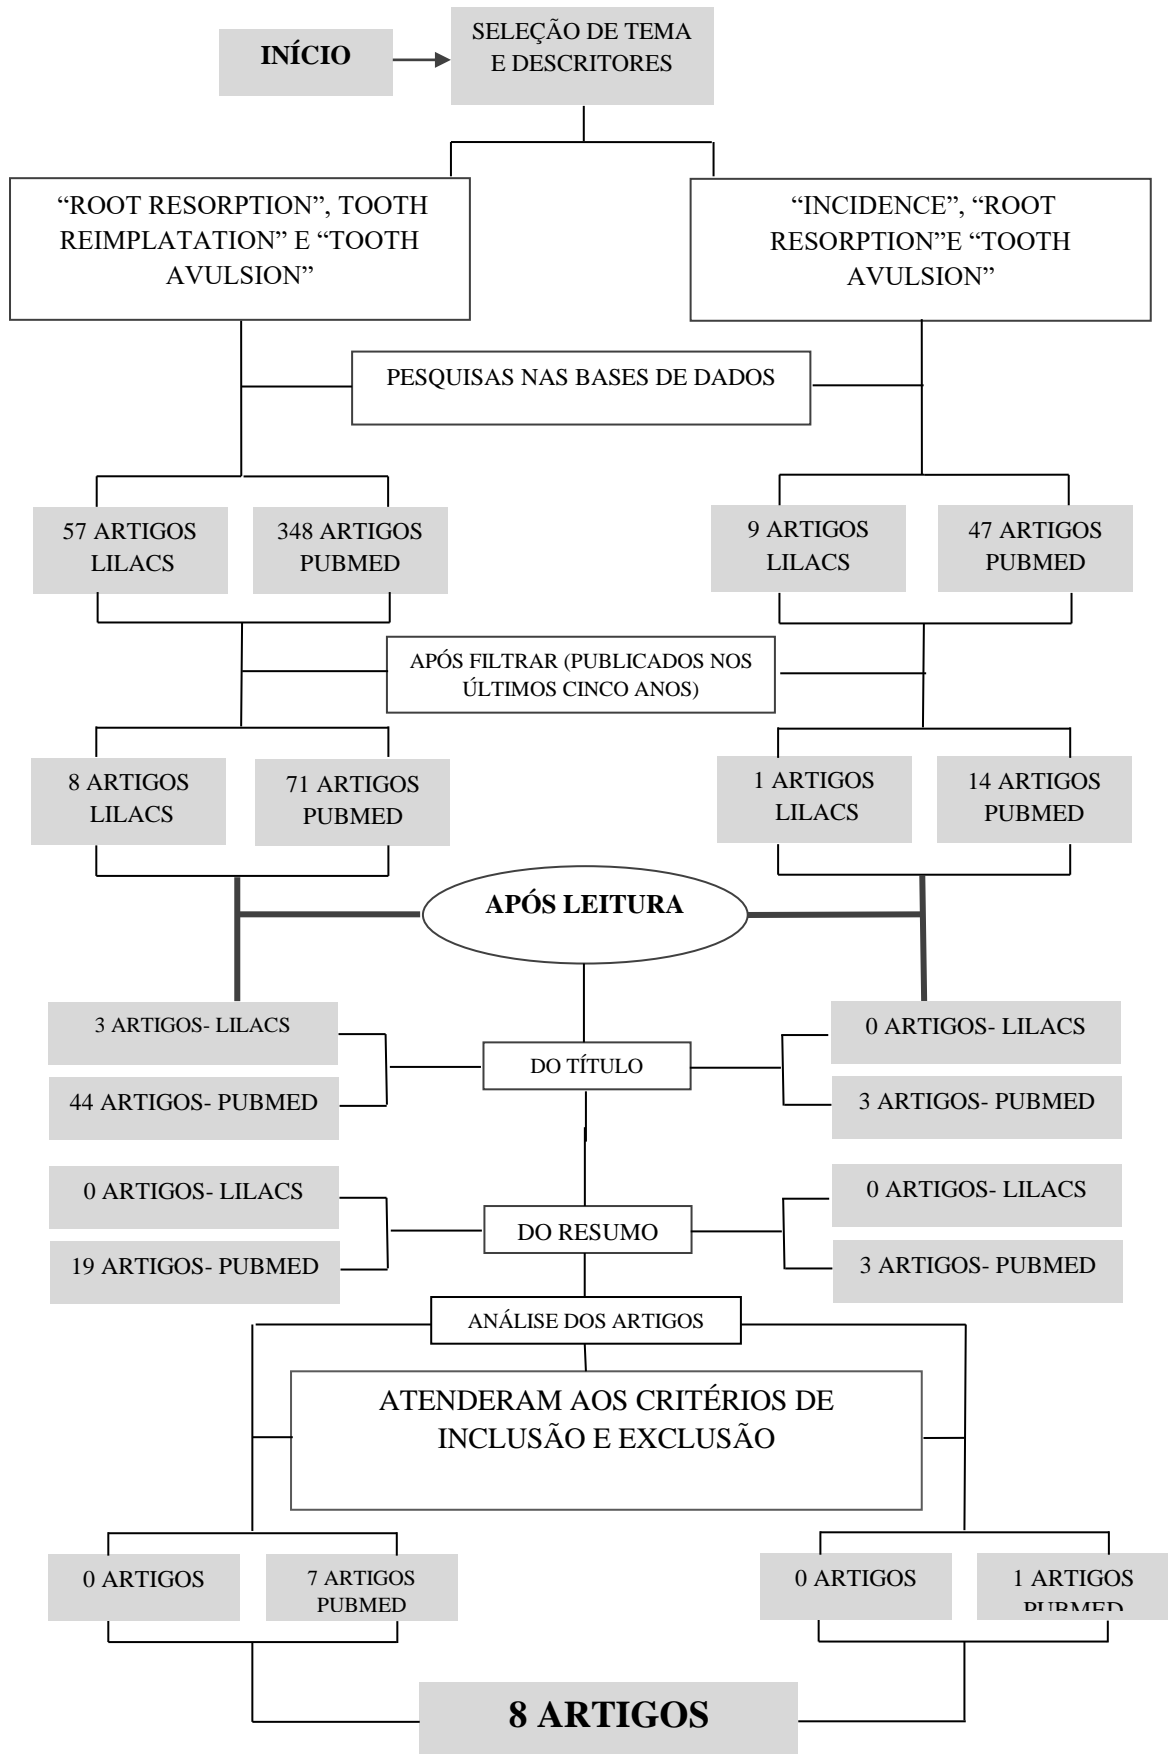 INÍCIO
SELEÇÃO DE TEMA
E DESCRITORES
“ROOT RESORPTION”, TOOTH
REIMPLATATION” E “TOOTH
AVULSION”
“INCIDENCE”, “ROOT
RESORPTION”E “TOOTH
AVULSION”
PESQUISAS NAS BASES DE DADOS
57 ARTIGOS
LILACS
348 ARTIGOS
PUBMED
9 ARTIGOS
LILACS
47 ARTIGOS
PUBMED
APÓS FILTRAR (PUBLICADOS NOS
ÚLTIMOS CINCO ANOS)
8 ARTIGOS
LILACS
71 ARTIGOS
PUBMED
1 ARTIGOS
LILACS
14 ARTIGOS
PUBMED
APÓS LEITURA
3 ARTIGOS- LILACS
44 ARTIGOS- PUBMED
DO TÍTULO
0 ARTIGOS- LILACS
3 ARTIGOS- PUBMED
0 ARTIGOS- LILACS
19 ARTIGOS- PUBMED
DO RESUMO
0 ARTIGOS- LILACS
3 ARTIGOS- PUBMED
ANÁLISE DOS ARTIGOS
ATENDERAM AOS CRITÉRIOS DE
INCLUSÃO E EXCLUSÃO
0 ARTIGOS
7 ARTIGOS
PUBMED
0 ARTIGOS
1 ARTIGOS
PUBMED
8 ARTIGOS